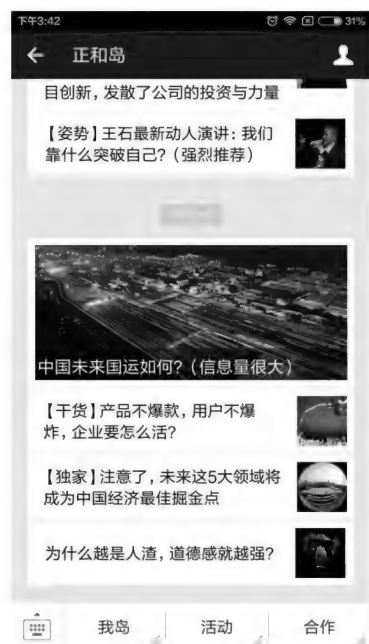 下午3:42
31%
正和岛
目创新，发散了公司的投资与力量
【姿势】王石最新动人演讲：我们
靠什么突破自己？（强烈推荐）
中国未来国运如何？（信息量很大）
【干货】产品不爆款，用户不爆
炸，企业要怎么活？
【独家】注意了，未来这5大领域将
成为中国经济最佳掘金点
为什么越是人渣，道德感就越强？
我岛
活动
合作